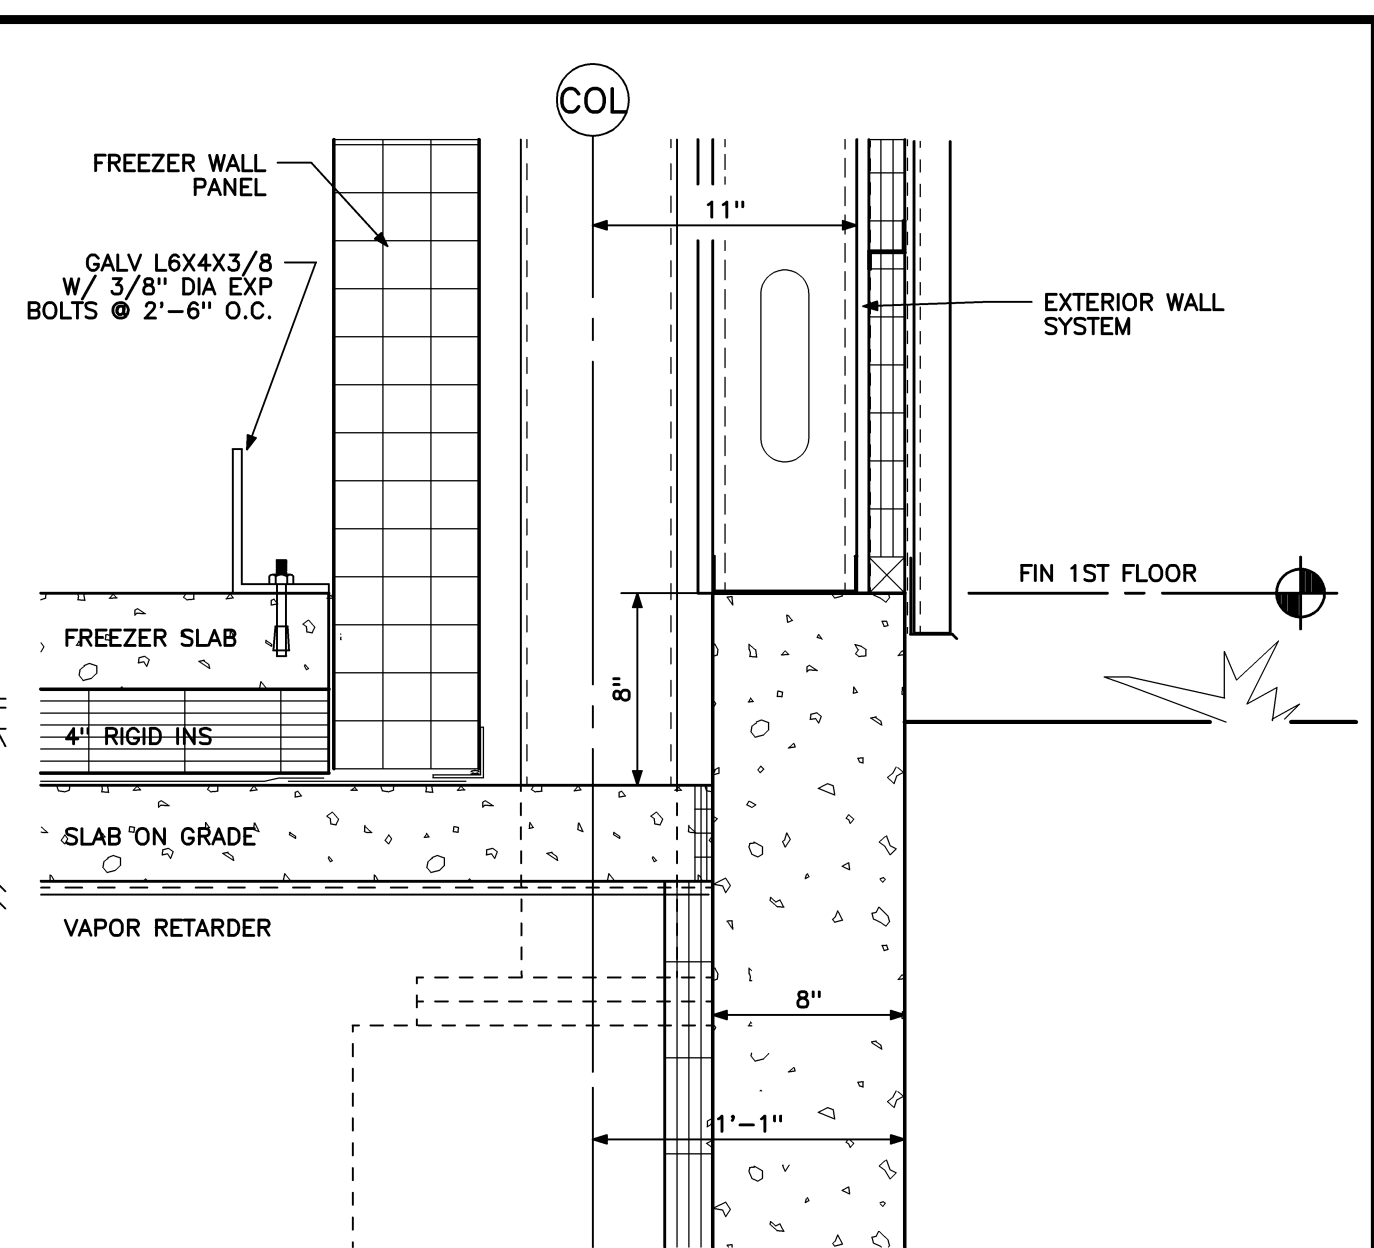 COL
FREEZER WALL
PANEL
11"
GALV L6X4X3/8
W/ 3/8" DIA EXP
BOLTS @ 2'-6" O.C.
EXTERIOR WALL
SYSTEM
FIN 1ST FLOOR
FREEZER SLAB
8"
4" RIGID INS
SLAB ON GRADE
VAPOR RETARDER
8"
1'-1"